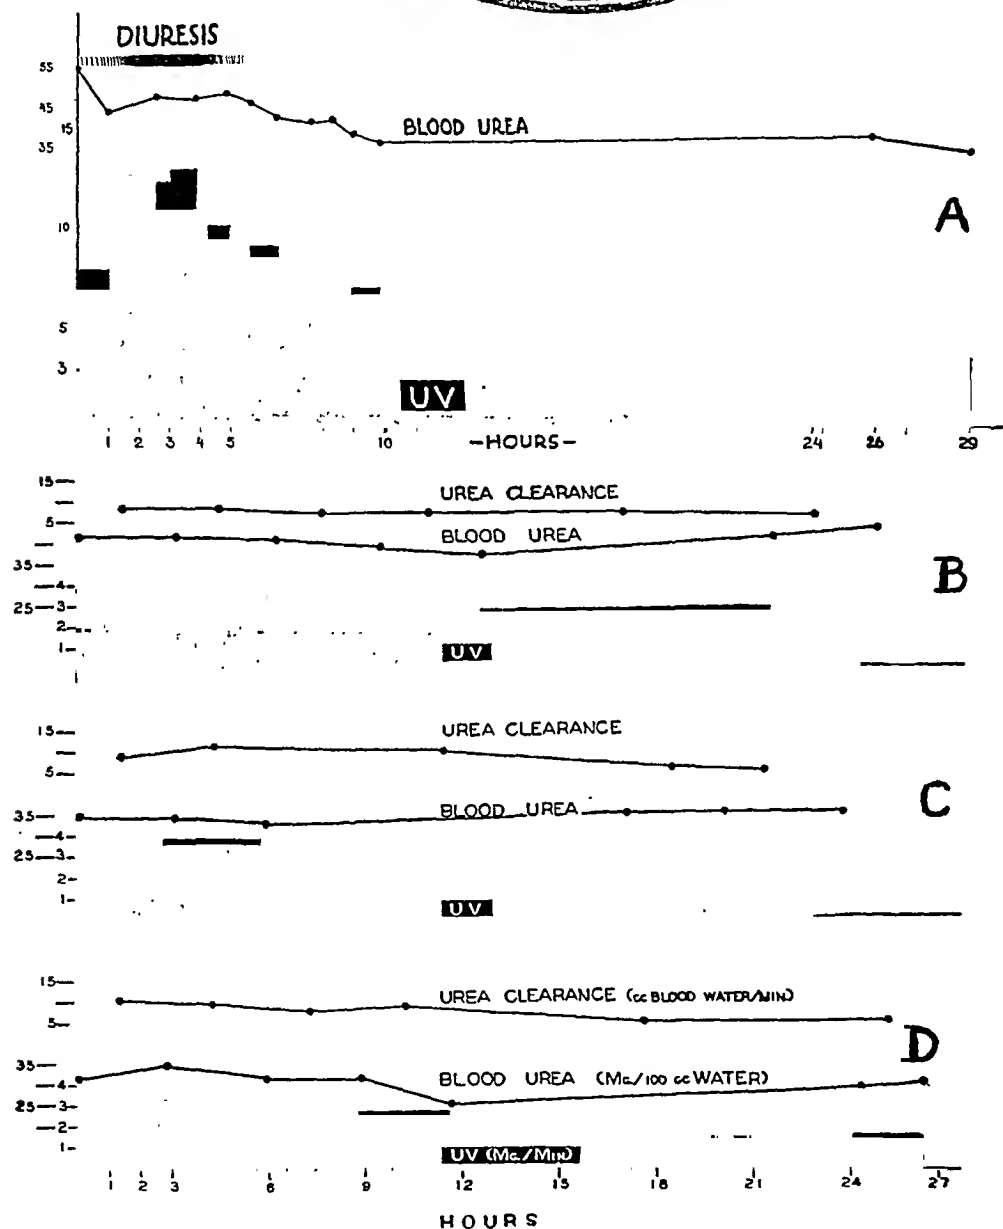 DIURESIS
55
45
15
BLOOD UREA
35
A
10
5
3
UV
1 2 3 4 5 10 -HOURS- 24 26 29
15
UREA CLEARANCE
5
BLOOD UREA
35
B
4
25 3
2
1
UV
15
UREA CLEARANCE
5
C
35
BLOOD UREA
4
25 3
2
1
UV
15
UREA CLEARANCE (CC BLOOD WATER/MIN)
5
D
35
BLOOD UREA (MG./100 CC WATER)
4
25 3
2
1
UV (MG./MIN)
1 2 3 6 9 12 15 18 21 24 27
HOURS